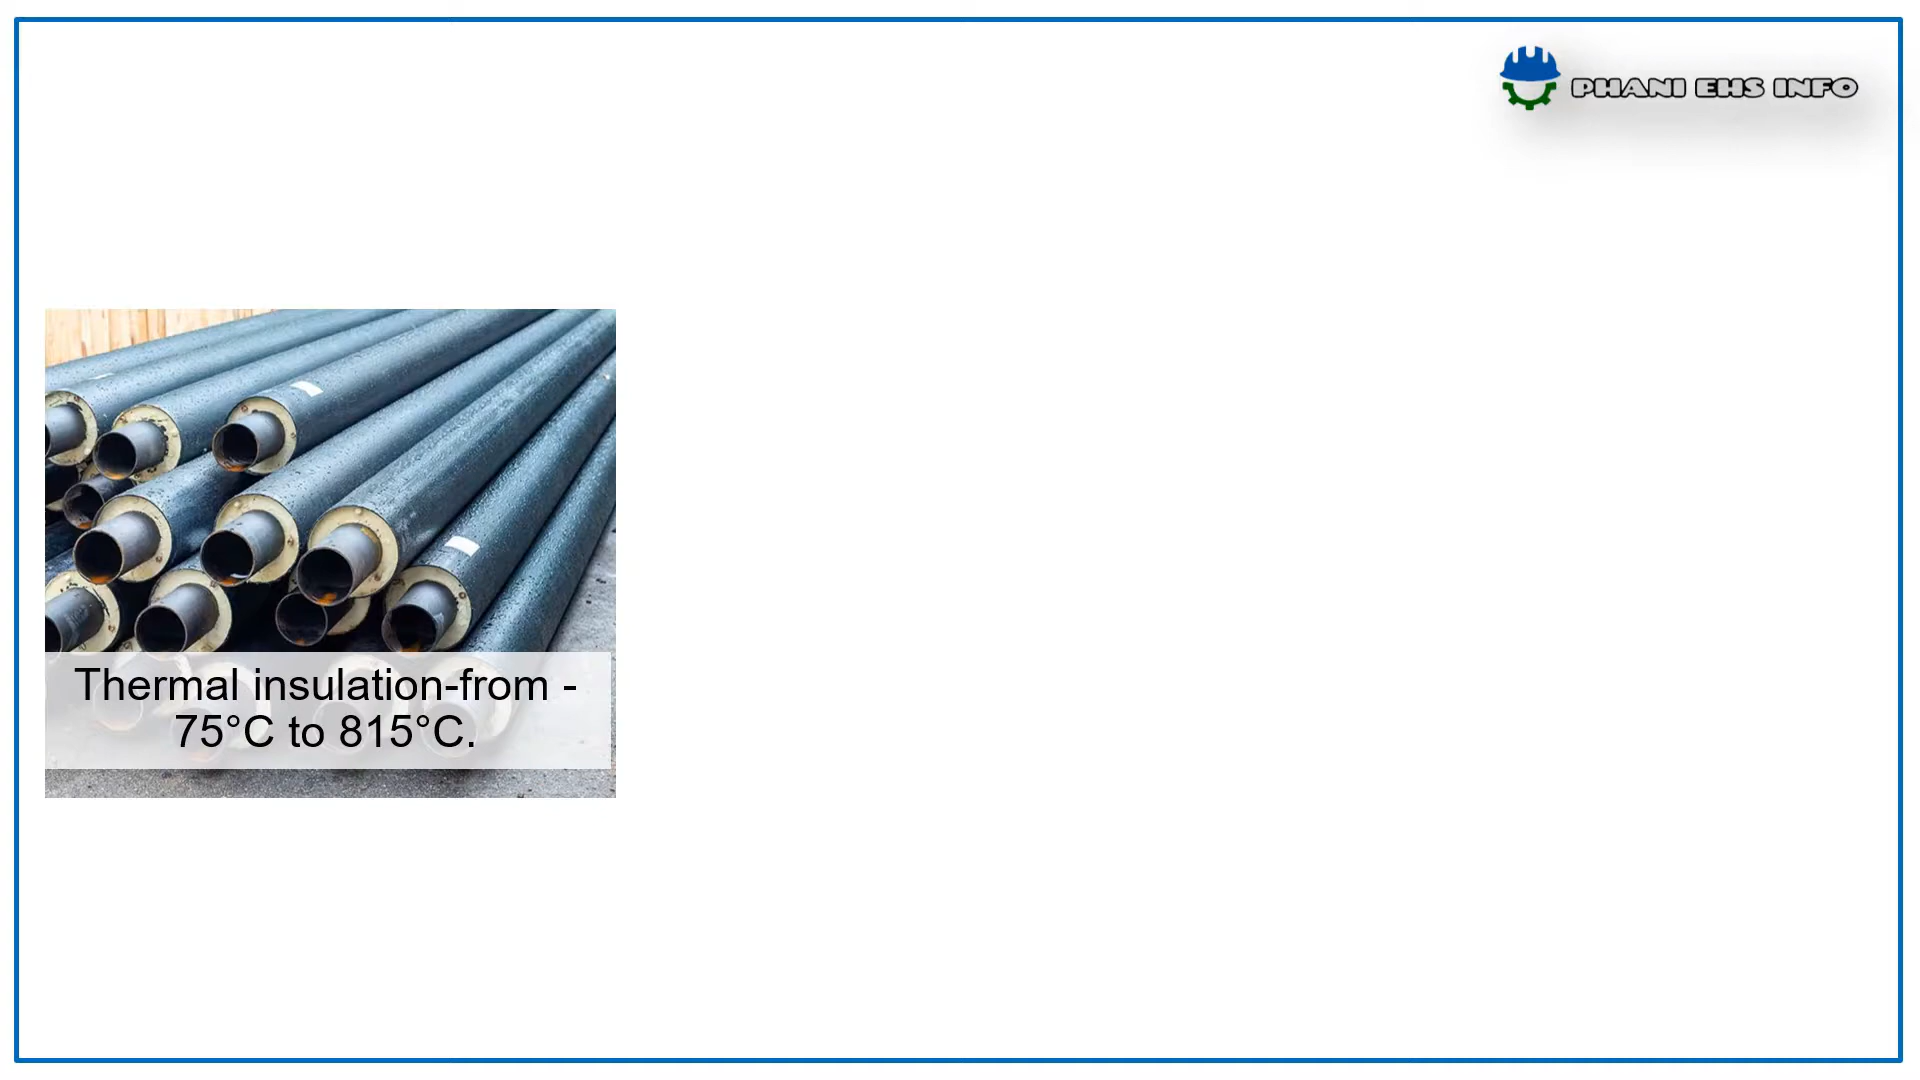 PHANI EHS INFO
Thermal insulation-from -
75°C to 815°C.